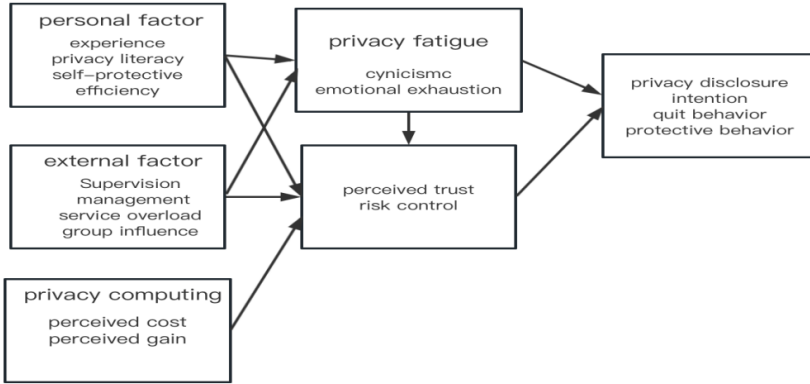 personal factor
experience
privacy literacy
self-protective
efficiency
external factor
Supervision
management
service overload
group influence
privacy computing
perceived cost
perceived gain
privacy fatigue
cynicismc
emotional exhaustion
perceived trust
risk control
privacy disclosure
intention
quit behavior
protective behavior